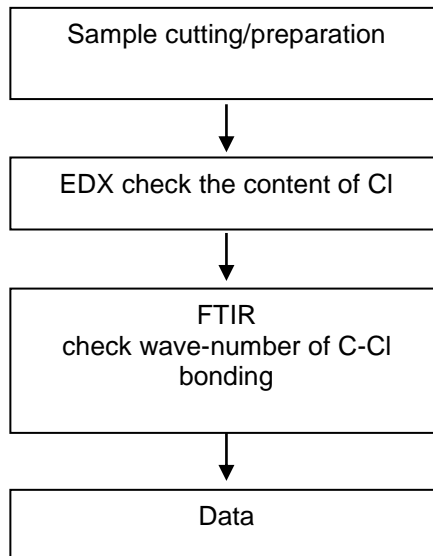 Sample cutting/preparation
EDX check the content of Cl
FTIR
check wave-number of C-Cl
bonding
Data